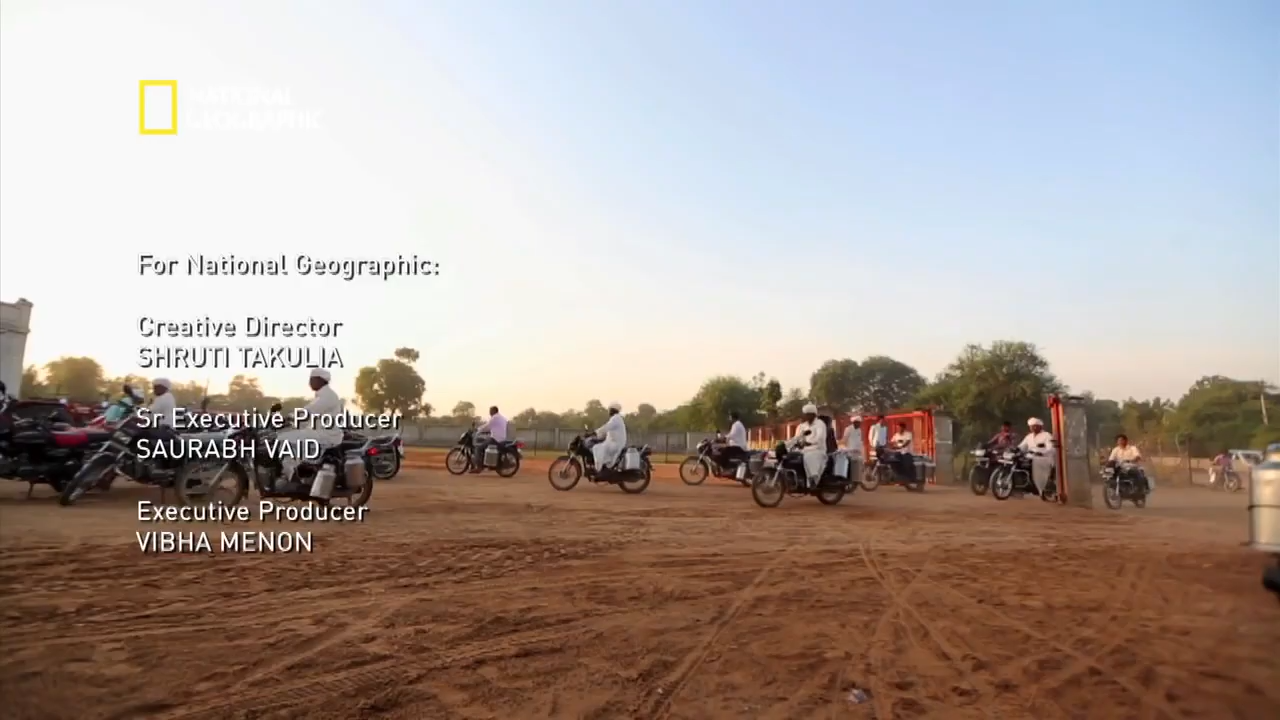 NATIONAL
GEOGRAPHIC
For National Geographic:
Creative Director
SHRUTI TAKULIA
Sr Executive Producer
SAURABH VAID
Executive Producer
VIBHA MENON